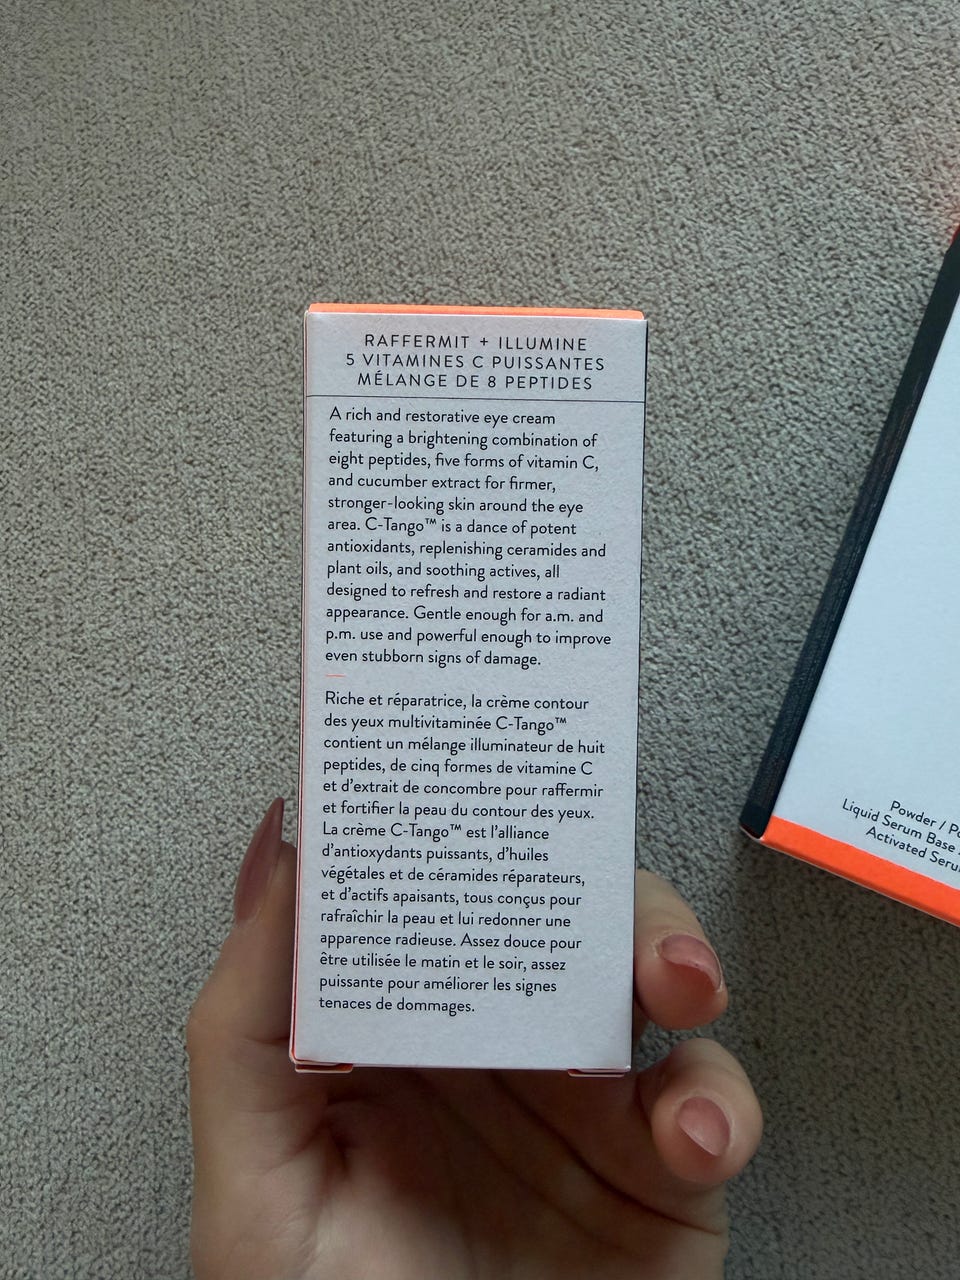 RAFFERMIT + ILLUMINE
5 VITAMINES C PUISSANTES
MÉLANGE DE 8 PEPTIDES
A rich and restorative eye cream
featuring a brightening combination of
eight peptides, five forms of vitamin C,
and cucumber extract for firmer,
stronger-looking skin around the eye
area. C-Tango™ is a dance of potent
antioxidants, replenishing ceramides and
plant oils, and soothing actives, all
designed to refresh and restore a radiant
appearance. Gentle enough for a.m. and
p.m. use and powerful enough to improve
even stubborn signs of damage.
Riche et réparatrice, la crème contour
des yeux multivitaminée C-Tango™
contient un mélange illuminateur de huit
peptides, de cinq formes de vitamine C
et d'extrait de concombre pour raffermir
et fortifier la peau du contour des yeux.
La crème C-Tango™ est l'alliance
d'antioxydants puissants, d'huiles
végétales et de céramides réparateurs,
et d'actifs apaisants, tous conçus pour
rafraîchir la peau et lui redonner une
apparence radieuse. Assez douce pour
être utilisée le matin et le soir, assez
puissante pour améliorer les signes
tenaces de dommages.
Powder /
Liquid Serum Base
Activated